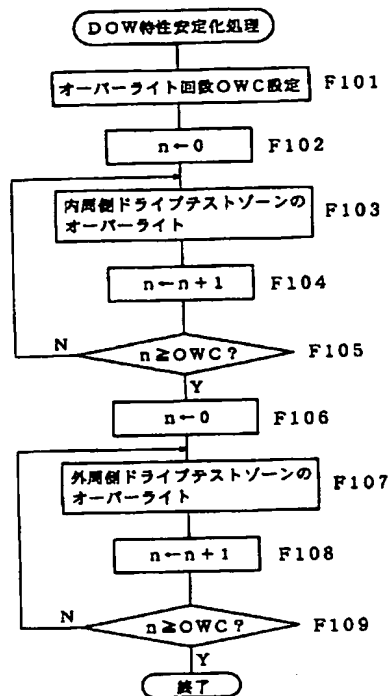 DOW特性安定化処理
オーバーライト回数OWC設定 F101
n←0 F102
内周側ドライブテストゾーンの
オーバーライト F103
n←n+1 F104
N n≧OWC? F105
Y
n←0 F106
外周側ドライブテストゾーンの
オーバーライト F107
n←n+1 F108
N n≧OWC? F109
Y
終了